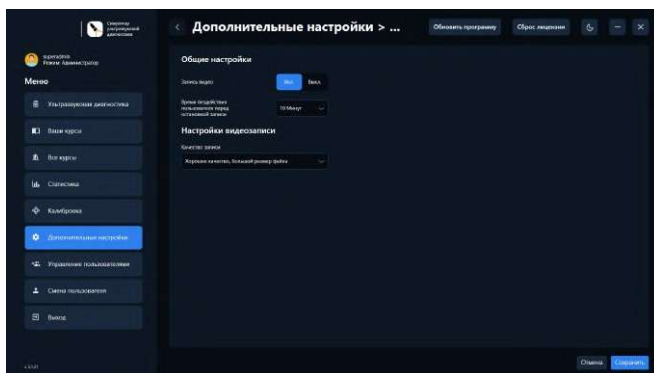 Симулятор
ультразвуковой
диагностики
Дополнительные настройки > ...
Обновить программу
Сброс лицензии
superadmin
Режим: Администратор
Меню
Ультразвуковая диагностика
Ваши курсы
Все курсы
Статистика
Калибровка
Дополнительные настройки
Управление пользователями
Смена пользователя
Выход
Общие настройки
Запись видео
Вкл.
Выкл.
Время бездействия
пользователя перед
остановкой записи
10 Минут
Настройки видеозаписи
Качество записи
Хорошее качество, большой размер файла
Отмена
Сохранить